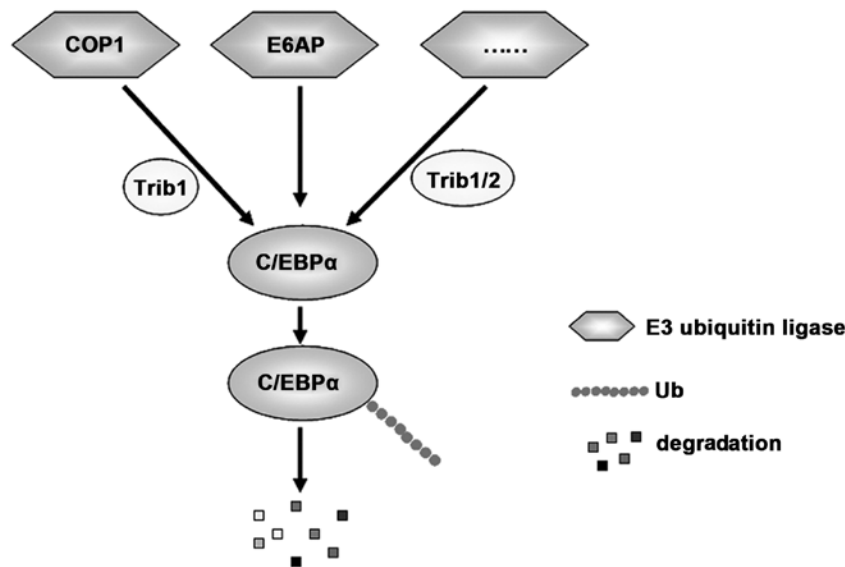 COP1
E6AP
......
Trib1
Trib1/2
C/EBPα
C/EBPα
E3 ubiquitin ligase
Ub
degradation